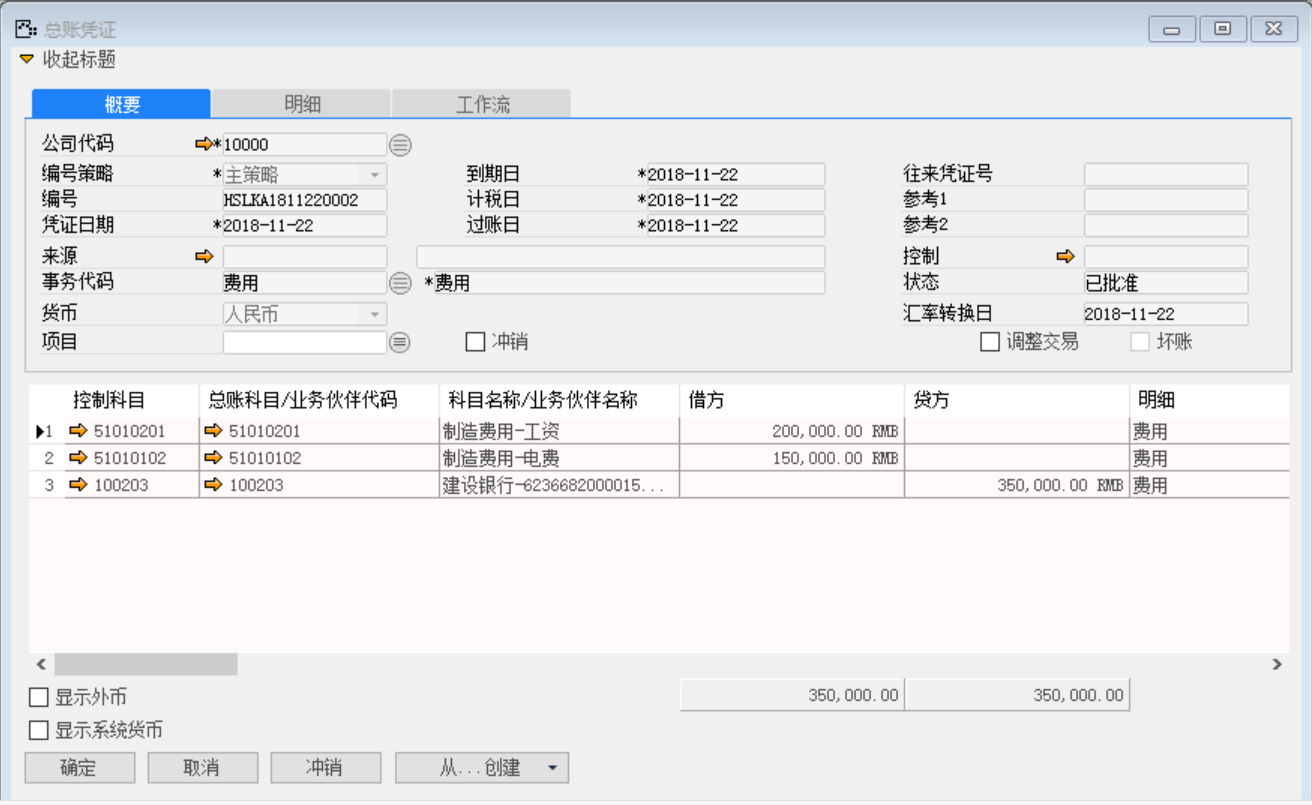 总账凭证
收起标题
概要 明细 工作流
公司代码 *10000
编号策略 *主策略 到期日 *2018-11-22 往来凭证号
编号 HSLKA1811220002 计税日 *2018-11-22 参考1
凭证日期 *2018-11-22 过账日 *2018-11-22 参考2
来源 控制
事务代码 费用 *费用 状态 已批准
货币 人民币 汇率转换日 2018-11-22
项目 冲销 调整交易 坏账
控制科目 总账科目/业务伙伴代码 科目名称/业务伙伴名称 借方 贷方 明细
1 51010201 51010201 制造费用-工资 200,000.00 RMB 费用
2 51010102 51010102 制造费用-电费 150,000.00 RMB 费用
3 100203 100203 建设银行-6236682000015... 350,000.00 RMB 费用
显示外币 350,000.00 350,000.00
显示系统货币
确定 取消 冲销 从...创建